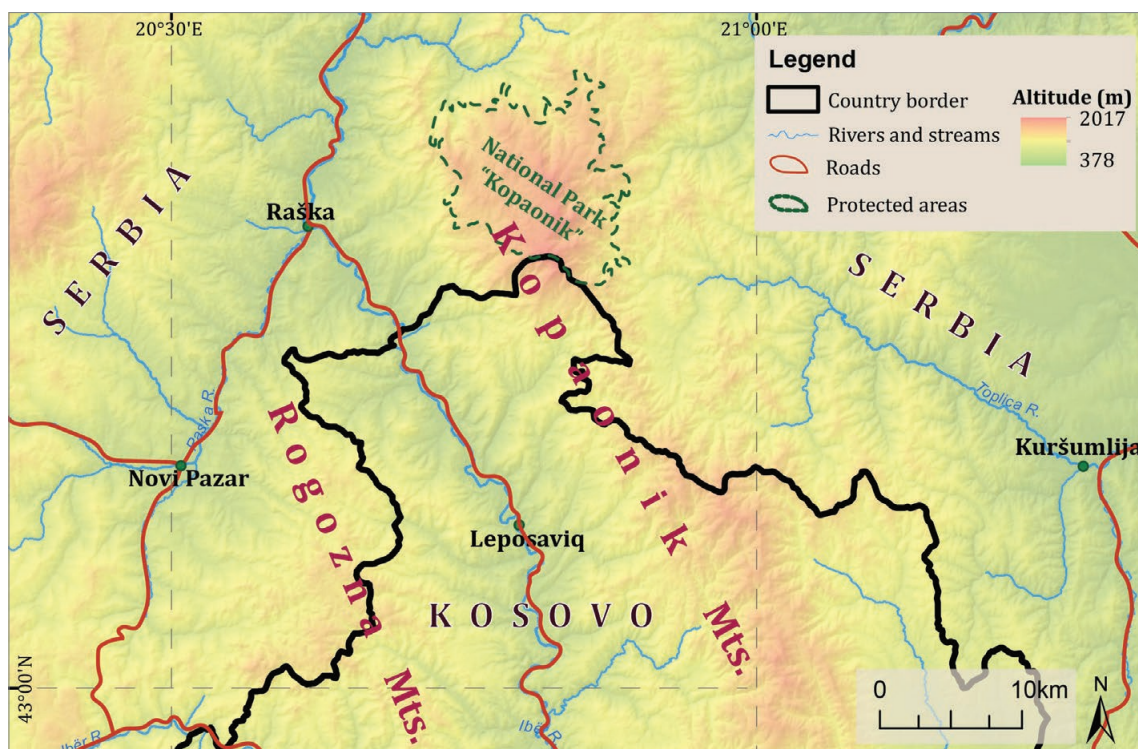 20°30'E
21°00'E
Legend
Country border
Rivers and streams
Roads
Protected areas
Altitude (m)
2017
378
National Park
"Kopaonik"
SERBIA
Raška
SERBIA
Kopaonik Mts.
Toplica R.
Raška R.
Rogozna Mts.
Novi Pazar
Kuršumlija
Leposaviq
KOSOVO
43°00'N
Ibër R.
Ibër R.
0 10km
N